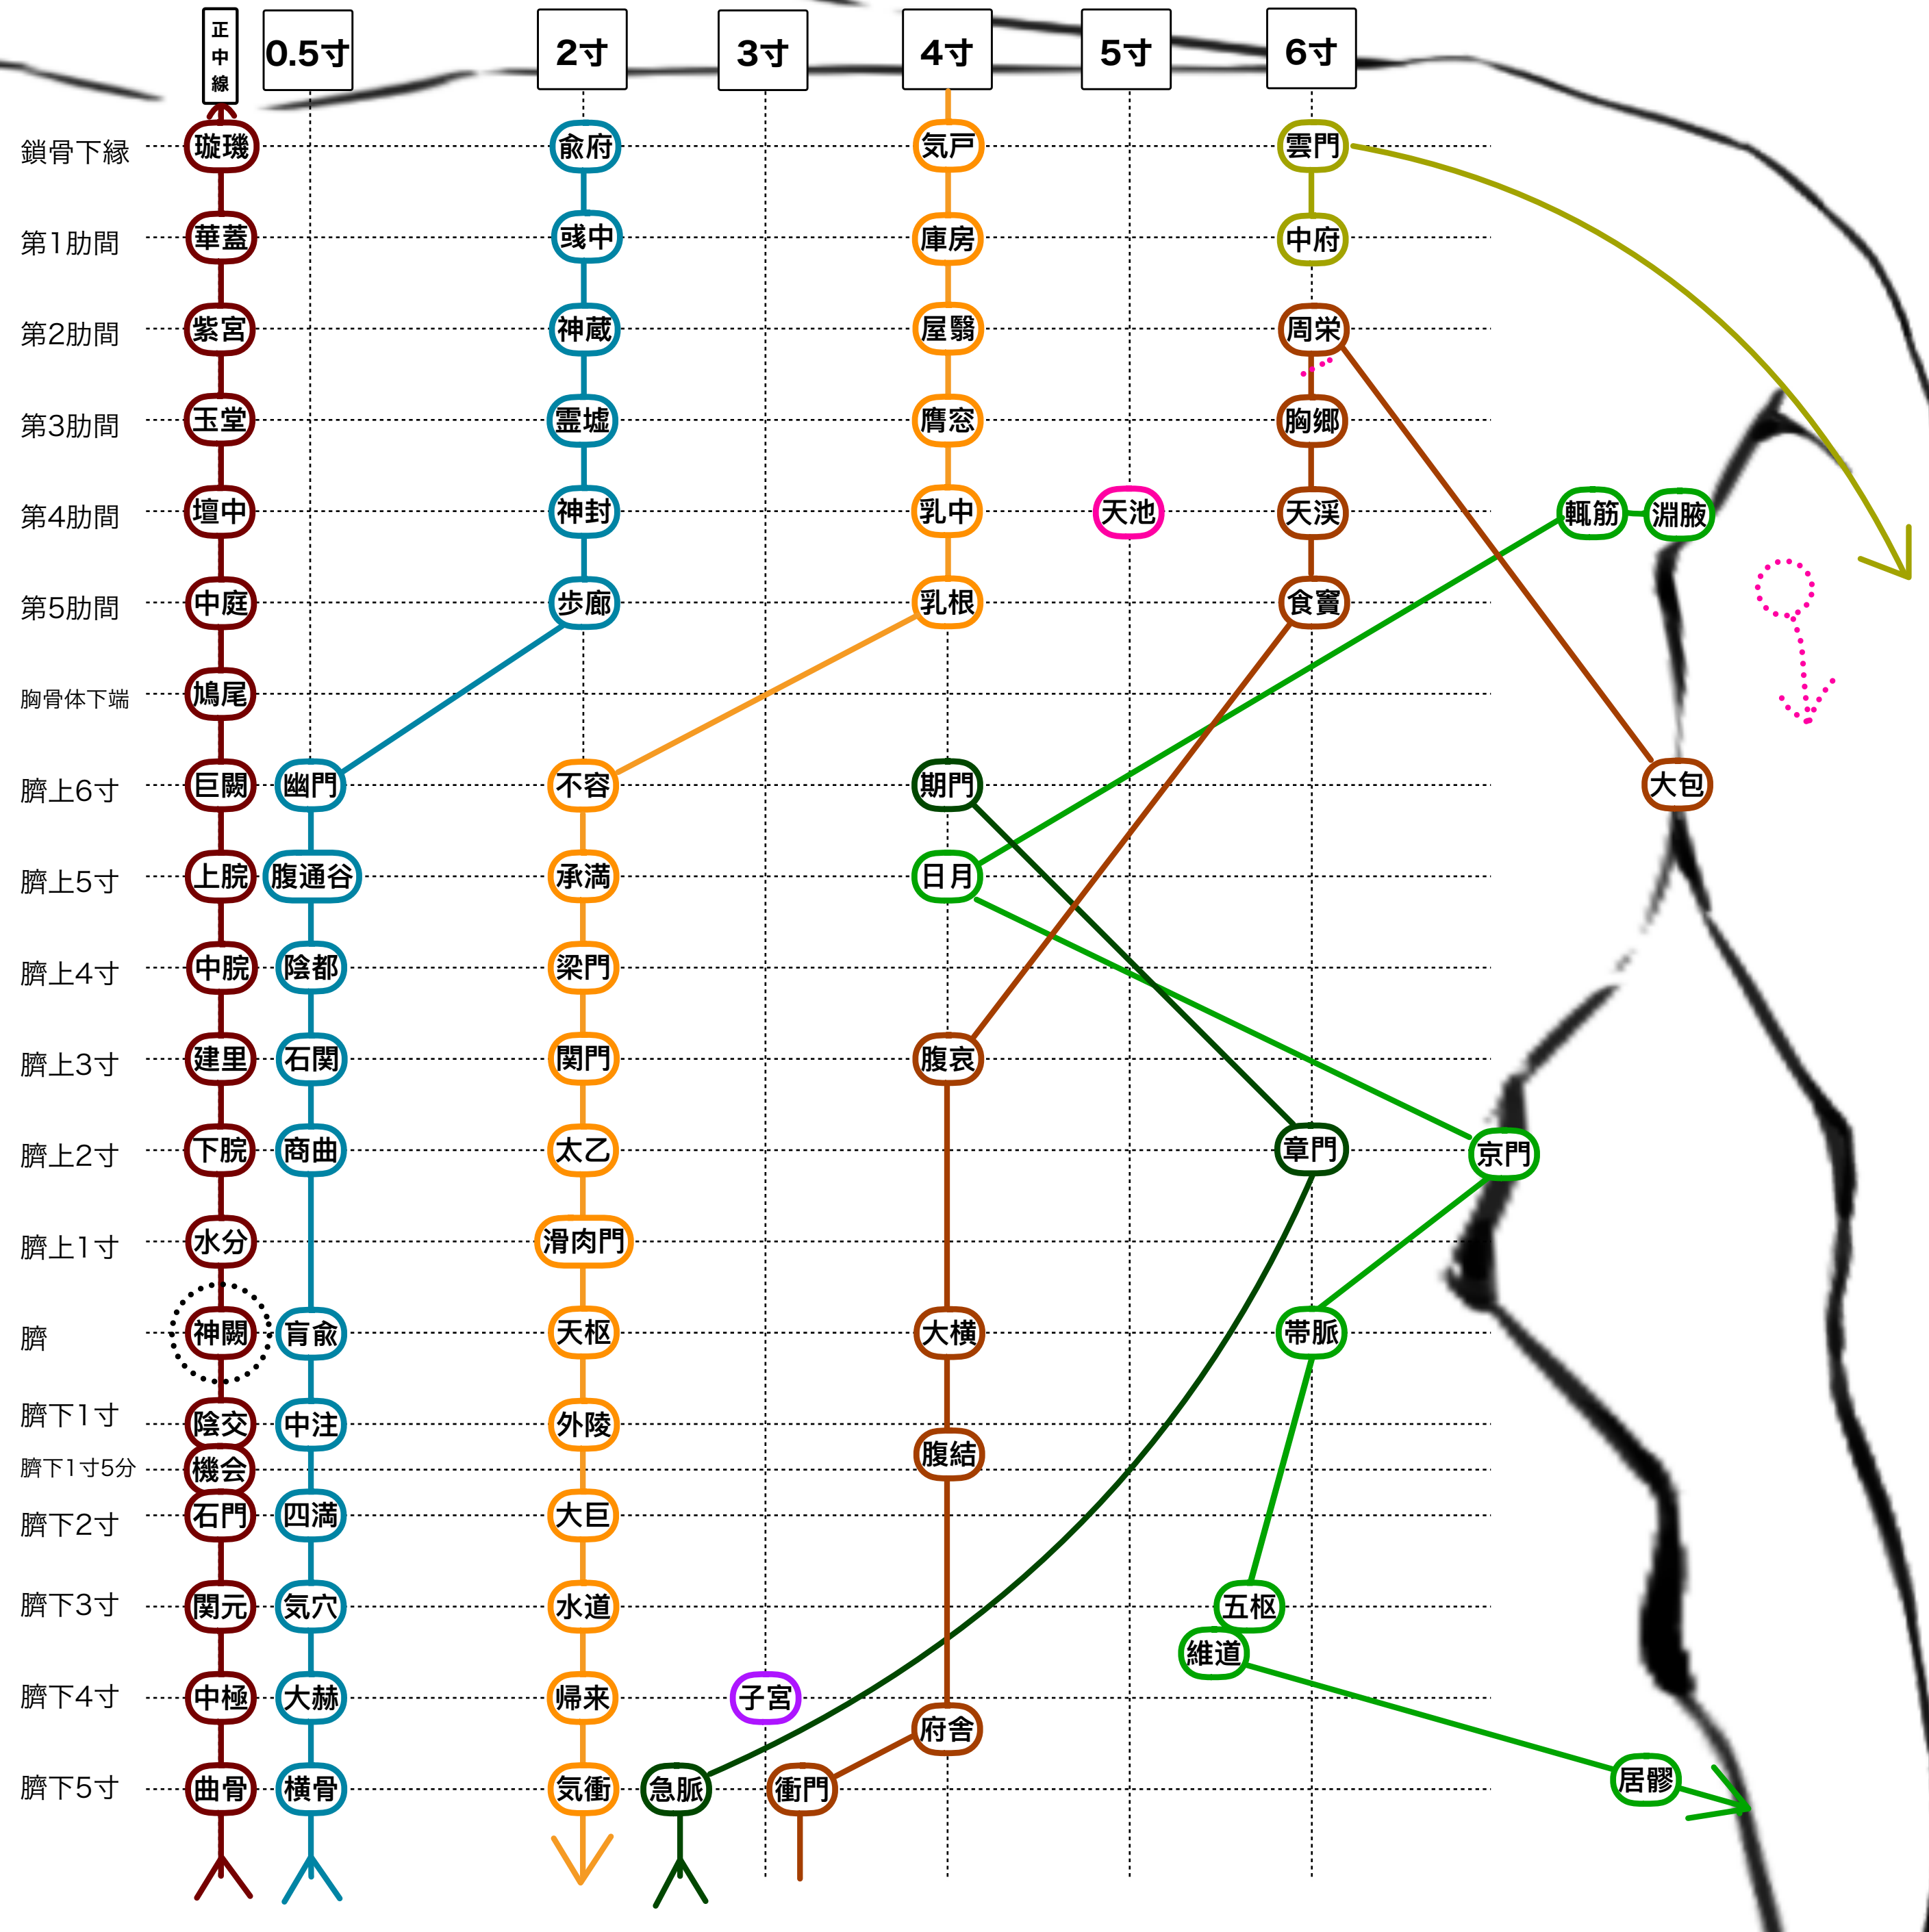 正中線 0.5寸 2寸 3寸 4寸 5寸 6寸
鎖骨下縁 璇璣 兪府 気戸 雲門
第1肋間 華蓋 彧中 庫房 中府
第2肋間 紫宮 神蔵 屋翳 周栄
第3肋間 玉堂 霊墟 膺窓 胸郷
第4肋間 壇中 神封 乳中 天池 天渓 輒筋 淵腋
第5肋間 中庭 歩廊 乳根 食竇
胸骨体下端 鳩尾
臍上6寸 巨闕 幽門 不容 期門 大包
臍上5寸 上脘 腹通谷 承満 日月
臍上4寸 中脘 陰都 梁門
臍上3寸 建里 石関 関門 腹哀
臍上2寸 下脘 商曲 太乙 章門 京門
臍上1寸 水分 滑肉門
臍 神闕 肓兪 天枢 大横 帯脈
臍下1寸 陰交 中注 外陵
腹結
臍下1寸5分 機会
臍下2寸 石門 四満 大巨
臍下3寸 関元 気穴 水道 五枢
維道
臍下4寸 中極 大赫 帰来 子宮
府舎
臍下5寸 曲骨 横骨 気衝 急脈 衝門 居髎